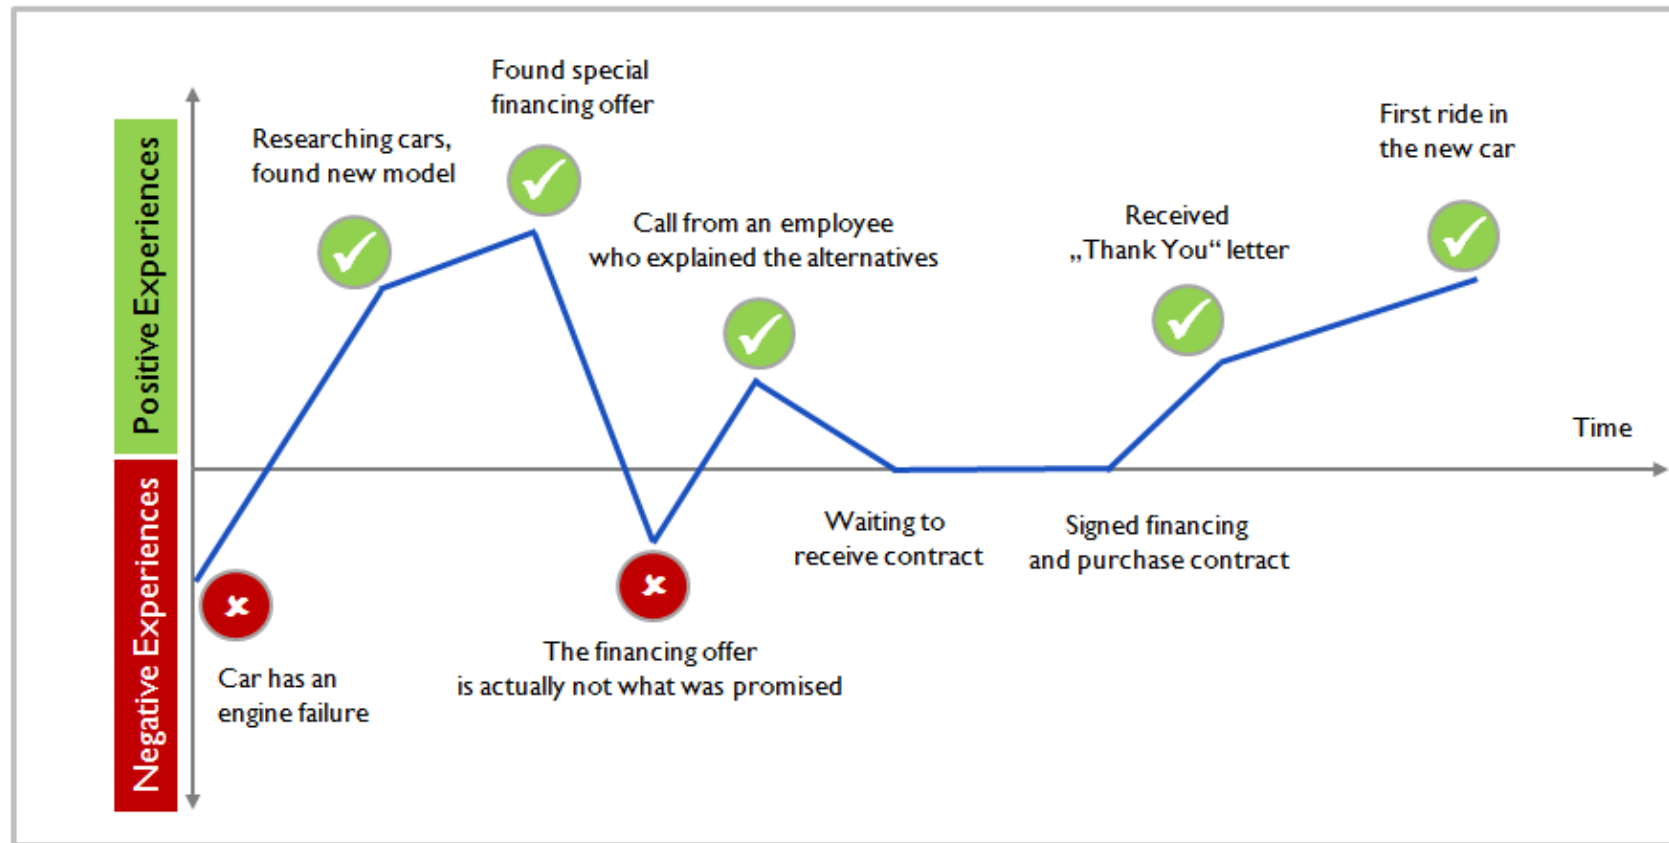 Positive Experiences
Negative Experiences
Car has an
engine failure
Researching cars,
found new model
Found special
financing offer
The financing offer
is actually not what was promised
Call from an employee
who explained the alternatives
Waiting to
receive contract
Signed financing
and purchase contract
Received
„Thank You“ letter
First ride in
the new car
Time